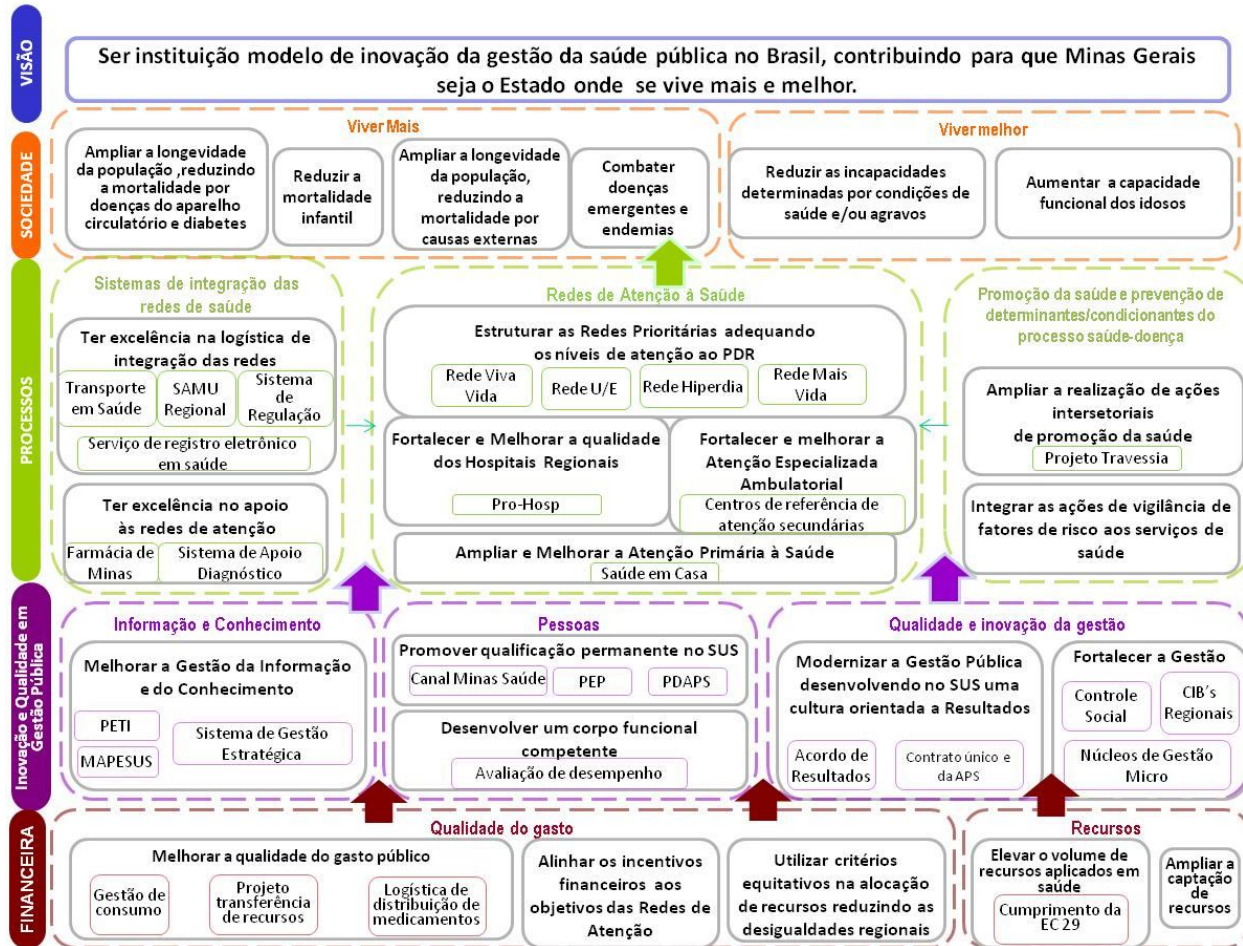 VISÃO
Ser instituição modelo de inovação da gestão da saúde pública no Brasil, contribuindo para que Minas Gerais
seja o Estado onde se vive mais e melhor.
SOCIEDADE
Viver Mais
Ampliar a longevidade
da população ,reduzindo
a mortalidade por
doenças do aparelho
circulatório e diabetes
Reduzir a
mortalidade
infantil
Ampliar a longevidade
da população,
reduzindo a
mortalidade por
causas externas
Combater
doenças
emergentes e
endemias
Viver melhor
Reduzir as incapacidades
determinadas por condições de
saúde e/ou agravos
Aumentar a capacidade
funcional dos idosos
PROCESSOS
Sistemas de integração das
redes de saúde
Ter excelência na logística de
integração das redes
Transporte
em Saúde
SAMU
Regional
Sistema
de
Regulação
Serviço de registro eletrônico
em saúde
Ter excelência no apoio
às redes de atenção
Farmácia de
Minas
Sistema de Apoio
Diagnóstico
Redes de Atenção à Saúde
Estruturar as Redes Prioritárias adequando
os níveis de atenção ao PDR
Rede Viva
Vida
Rede U/E
Rede Hiperdia
Rede Mais
Vida
Fortalecer e Melhorar a qualidade
dos Hospitais Regionais
Pro-Hosp
Fortalecer e melhorar a
Atenção Especializada
Ambulatorial
Centros de referência de
atenção secundárias
Ampliar e Melhorar a Atenção Primária à Saúde
Saúde em Casa
Promoção da saúde e prevenção de
determinantes/condicionantes do
processo saúde-doença
Ampliar a realização de ações
intersetoriais
de promoção da saúde
Projeto Travessia
Integrar as ações de vigilância de
fatores de risco aos serviços de
saúde
Inovação e Qualidade em
Gestão Pública
Informação e Conhecimento
Melhorar a Gestão da Informação
e do Conhecimento
PETI
MAPESUS
Sistema de Gestão
Estratégica
Pessoas
Promover qualificação permanente no SUS
Canal Minas Saúde
PEP
PDAPS
Desenvolver um corpo funcional
competente
Avaliação de desempenho
Qualidade e inovação da gestão
Modernizar a Gestão Pública
desenvolvendo no SUS uma
cultura orientada a Resultados
Acordo de
Resultados
Contrato único e
da APS
Fortalecer a Gestão
Controle
Social
CIB's
Regionais
Núcleos de Gestão
Micro
FINANCEIRA
Qualidade do gasto
Melhorar a qualidade do gasto público
Gestão de
consumo
Projeto
transferência
de recursos
Logística de
distribuição de
medicamentos
Alinhar os incentivos
financeiros aos
objetivos das Redes de
Atenção
Utilizar critérios
equitativos na alocação
de recursos reduzindo as
desigualdades regionais
Recursos
Elevar o volume de
recursos aplicados em
saúde
Cumprimento da
EC 29
Ampliar a
captação de
recursos